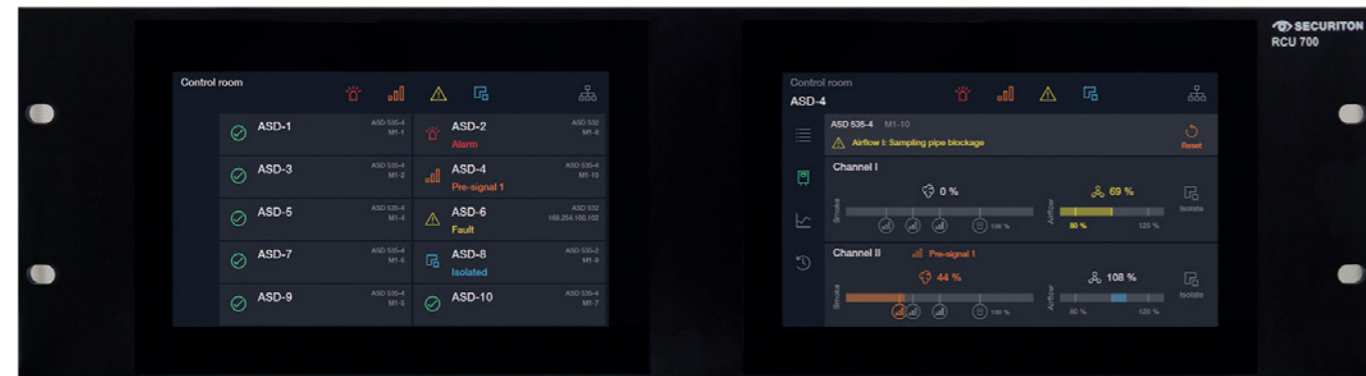 SECURITON
RCU 700
Control room
ASD-1
ASD 535-4
M1-1
ASD-2
Alarm
ASD 532
M1-8
ASD-3
ASD 535-4
M1-2
ASD-4
Pre-signal 1
ASD 535-4
M1-10
ASD-5
ASD 535-4
M1-4
ASD-6
Fault
ASD 532
169.254.100.102
ASD-7
ASD 535-4
M1-6
ASD-8
Isolated
ASD 535-2
M1-9
ASD-9
ASD 535-4
M1-5
ASD-10
ASD 535-4
M1-7
Control room
ASD-4
ASD 535-4 M1-10
Airflow I: Sampling pipe blockage
Reset
Channel I
Smoke
0 %
100 %
Airflow
69 %
80 %
120 %
Isolate
Channel II
Pre-signal 1
Smoke
44 %
100 %
Airflow
108 %
80 %
120 %
Isolate